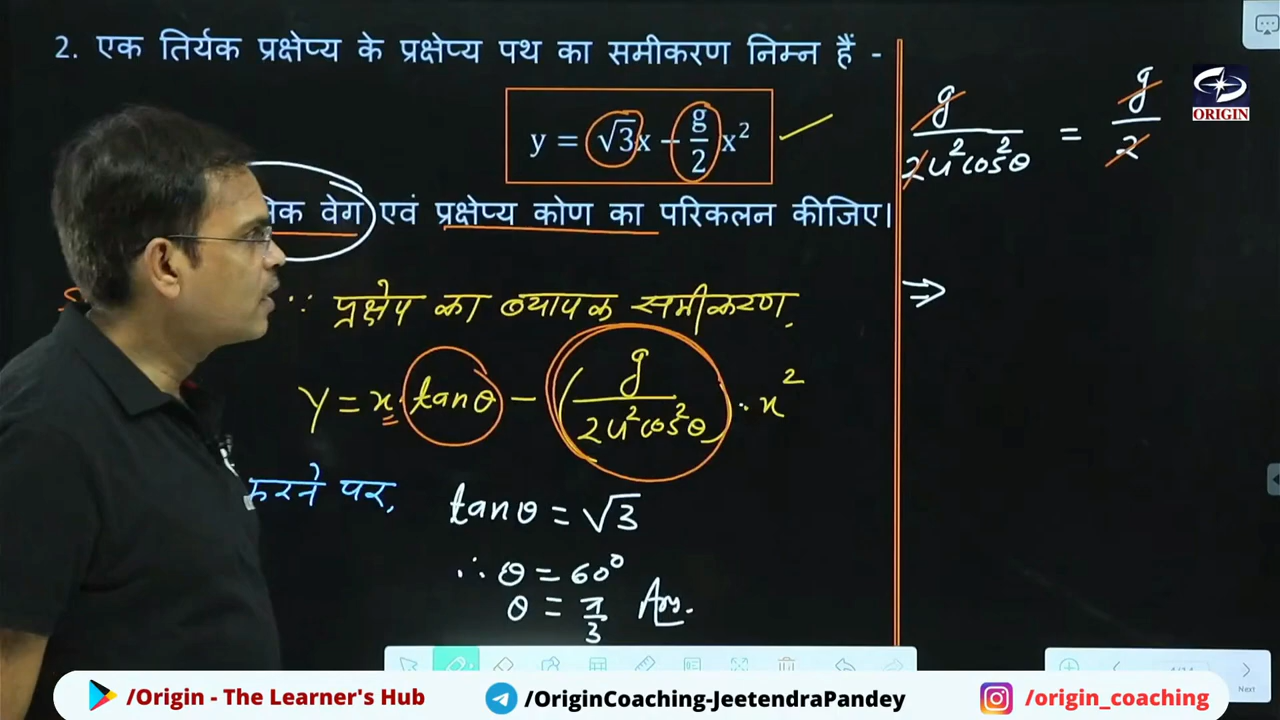 2. एक तिर्यक प्रक्षेप्य के प्रक्षेप्य पथ का समीकरण निम्न हैं -
y = √3x - g/2 x²
वेग एवं प्रक्षेप्य कोण का परिकलन कीजिए।
∵ प्रक्षेप का व्यापक समीकरण,
y = x·tanθ - (g/2u²cos²θ)·x²
करने पर, tanθ = √3
∴ θ = 60°
θ = π/3 Ans.
g/2u²cos²θ = g/2
⇒
ORIGIN
Next
/Origin - The Learner's Hub
/OriginCoaching-JeetendraPandey
/origin_coaching